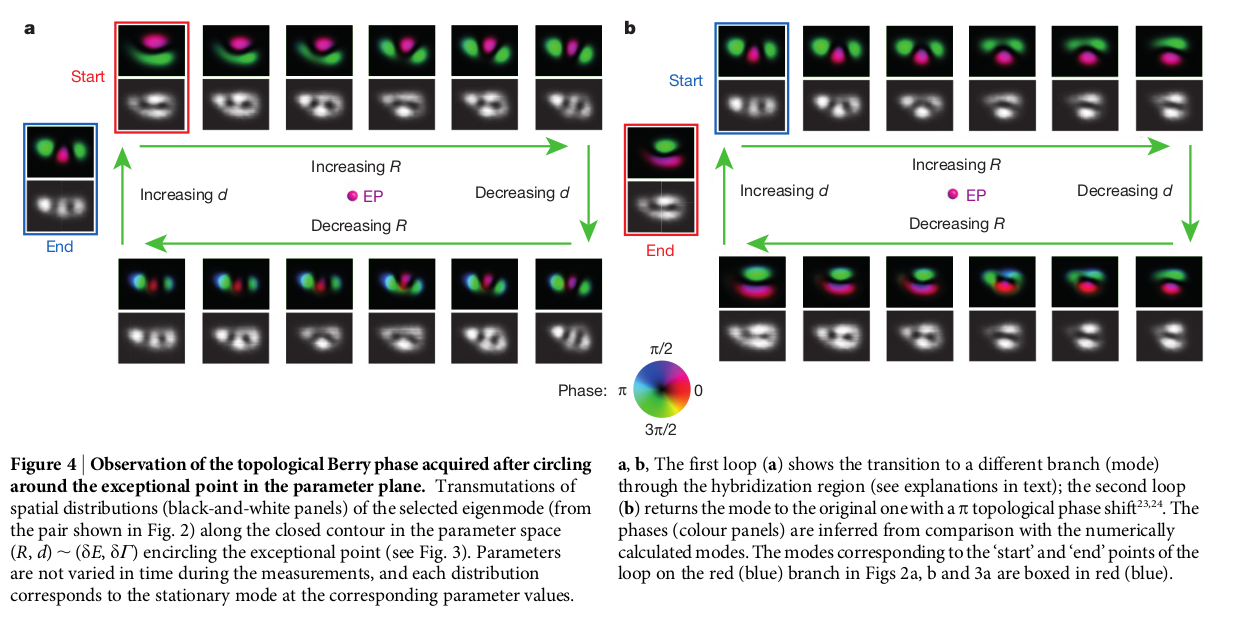 a
Start
Increasing R
Increasing d
EP
Decreasing d
Decreasing R
End
b
Start
Increasing R
Increasing d
EP
Decreasing d
Decreasing R
End
π/2
Phase: π
0
3π/2
Figure 4 | Observation of the topological Berry phase acquired after circling
around the exceptional point in the parameter plane. Transmutations of
spatial distributions (black-and-white panels) of the selected eigenmode (from
the pair shown in Fig. 2) along the closed contour in the parameter space
(R, d) ~ (δE, δΓ) encircling the exceptional point (see Fig. 3). Parameters
are not varied in time during the measurements, and each distribution
corresponds to the stationary mode at the corresponding parameter values.
a, b, The first loop (a) shows the transition to a different branch (mode)
through the hybridization region (see explanations in text); the second loop
(b) returns the mode to the original one with a π topological phase shift23,24. The
phases (colour panels) are inferred from comparison with the numerically
calculated modes. The modes corresponding to the ‘start’ and ‘end’ points of the
loop on the red (blue) branch in Figs 2a, b and 3a are boxed in red (blue).